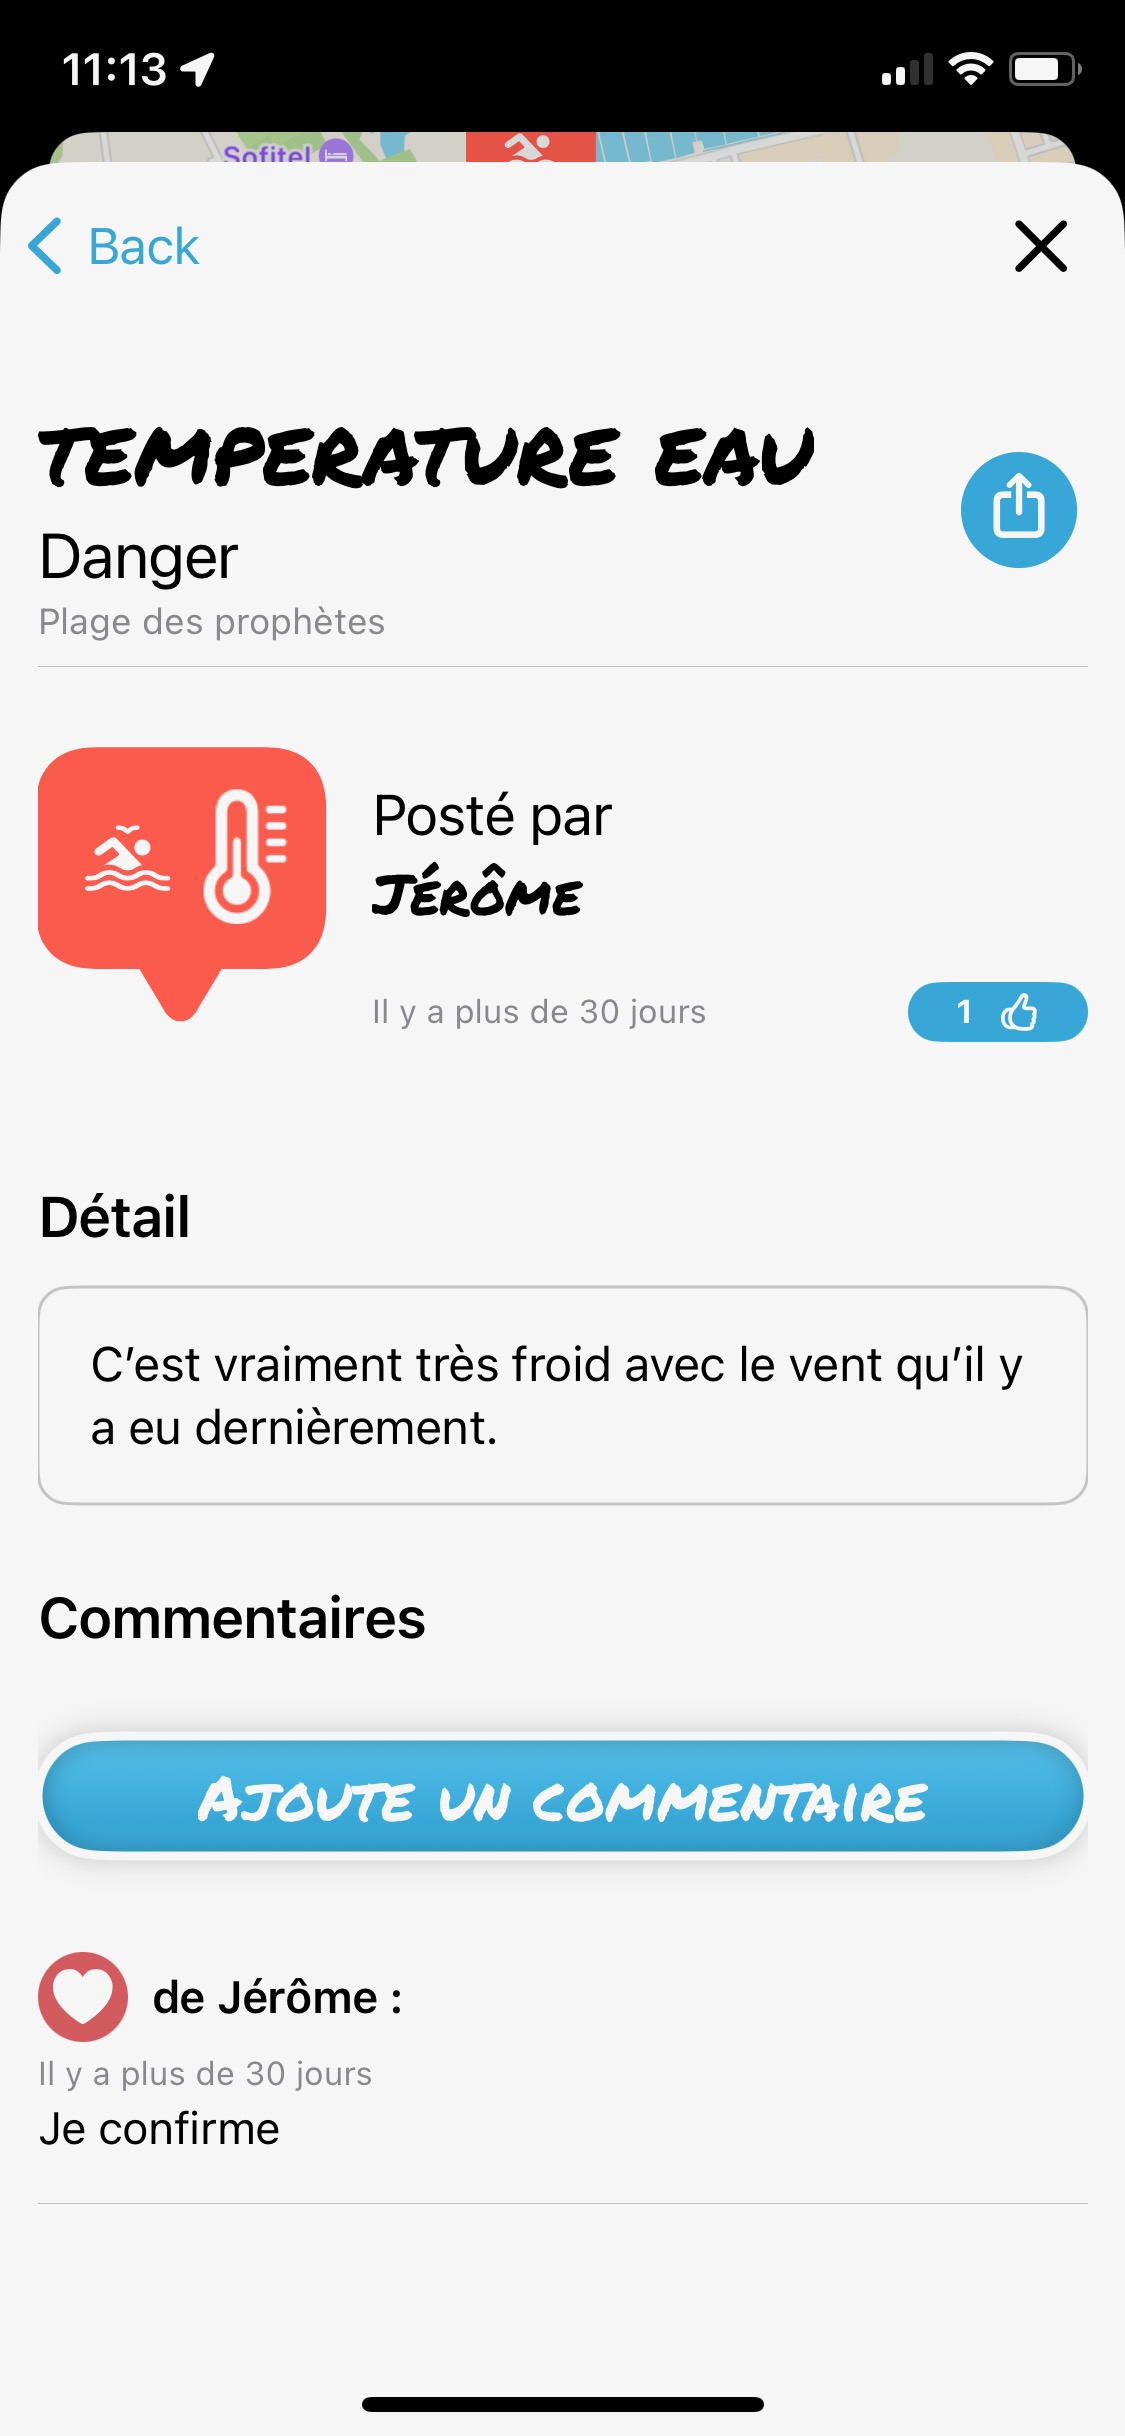 11:13
Sofitel
Back
TEMPERATURE EAU
Danger
Plage des prophètes
Posté par
JÉRÔME
Il y a plus de 30 jours
1
Détail
C’est vraiment très froid avec le vent qu’il y
a eu dernièrement.
Commentaires
AJOUTE UN COMMENTAIRE
de Jérôme :
Il y a plus de 30 jours
Je confirme